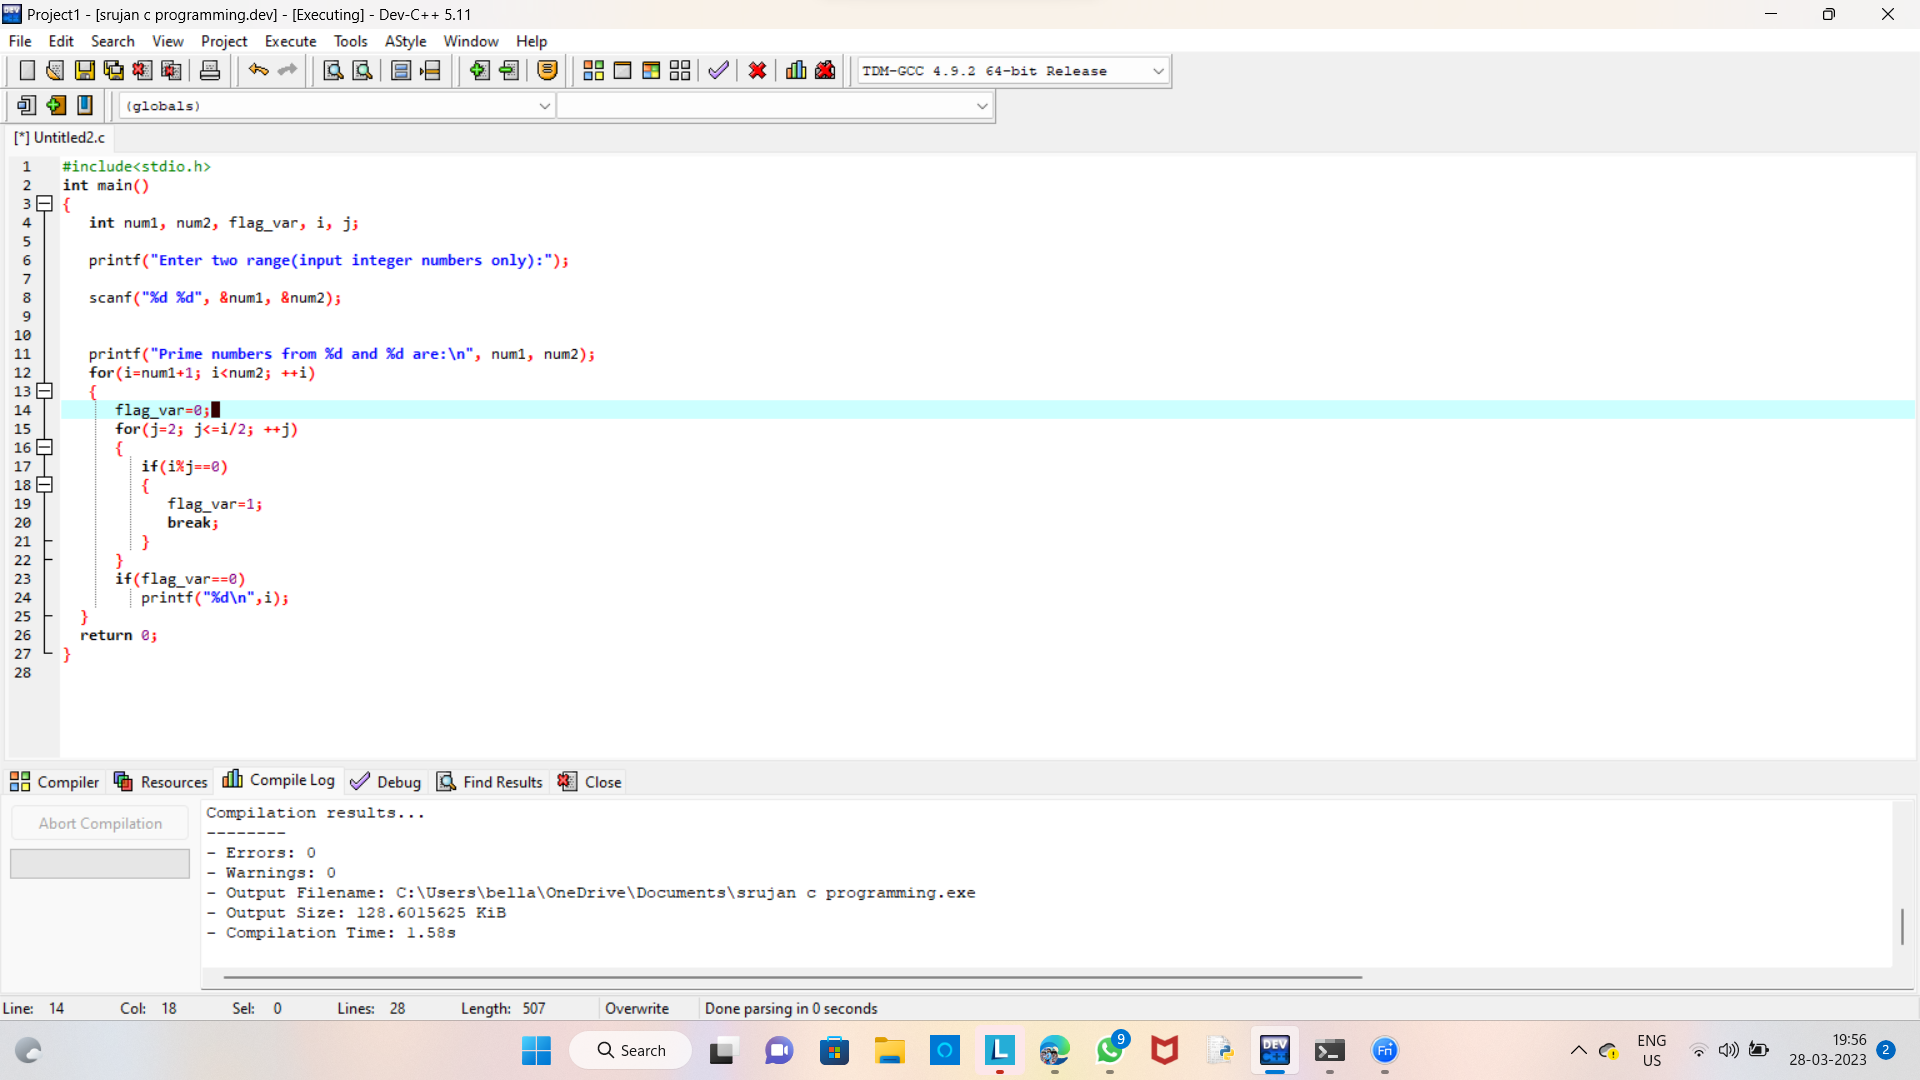 Project1 - [srujan c programming.dev] - [Executing] - Dev-C++ 5.11
File Edit Search View Project Execute Tools AStyle Window Help
TDM-GCC 4.9.2 64-bit Release
(globals)
[*] Untitled2.c
1 #include<stdio.h>
2 int main()
3 {
4 int num1, num2, flag_var, i, j;
5
6 printf("Enter two range(input integer numbers only):");
7
8 scanf("%d %d", &num1, &num2);
9
10
11 printf("Prime numbers from %d and %d are:\n", num1, num2);
12 for(i=num1+1; i<num2; ++i)
13 {
14 flag_var=0;
15 for(j=2; j<=i/2; ++j)
16 {
17 if(i%j==0)
18 {
19 flag_var=1;
20 break;
21 }
22 }
23 if(flag_var==0)
24 printf("%d\n",i);
25 }
26 return 0;
27 }
28
Compiler Resources Compile Log Debug Find Results Close
Abort Compilation
Compilation results...
--------
- Errors: 0
- Warnings: 0
- Output Filename: C:\Users\bella\OneDrive\Documents\srujan c programming.exe
- Output Size: 128.6015625 KiB
- Compilation Time: 1.58s
Line: 14 Col: 18 Sel: 0 Lines: 28 Length: 507 Overwrite Done parsing in 0 seconds
Search
L
9
DEV
C++
Fri
ENG
US
19:56
28-03-2023
2